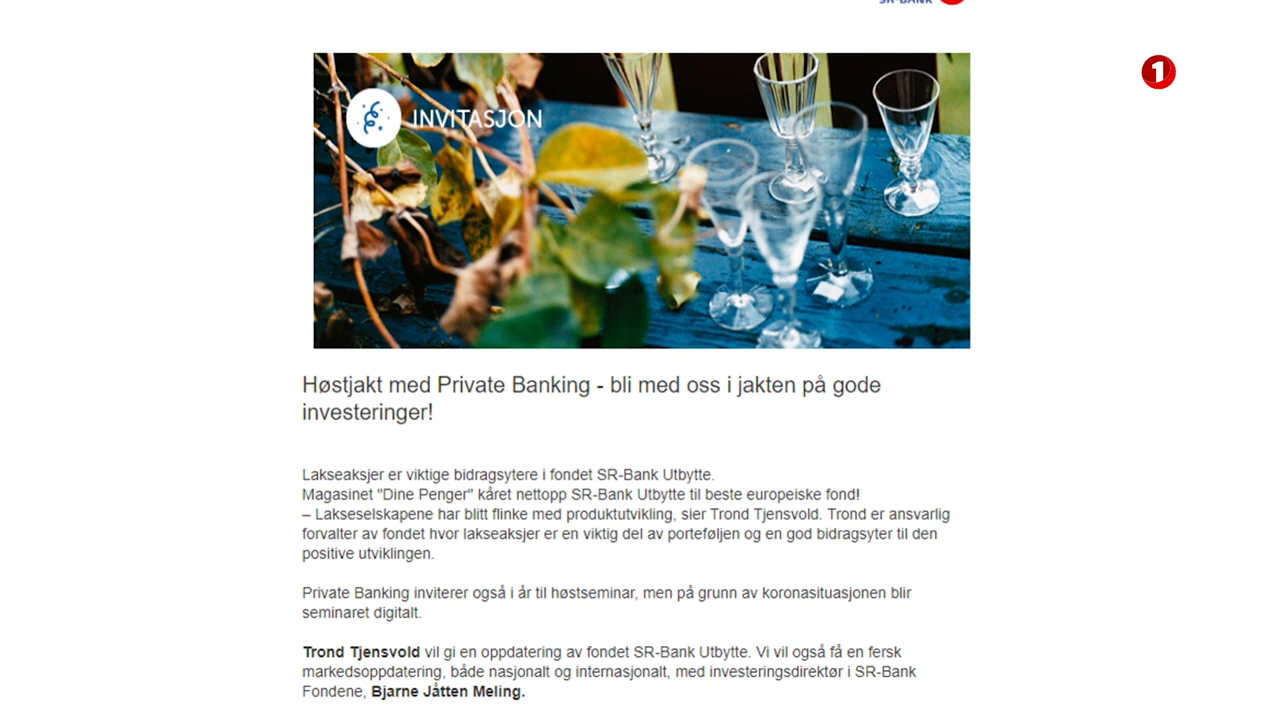 SR-BANK
1
INVITASJON
Høstjakt med Private Banking - bli med oss i jakten på gode
investeringer!
Lakseaksjer er viktige bidragsytere i fondet SR-Bank Utbytte.
Magasinet "Dine Penger" kåret nettopp SR-Bank Utbytte til beste europeiske fond!
– Lakseselskapene har blitt flinke med produktutvikling, sier Trond Tjensvold. Trond er ansvarlig
forvalter av fondet hvor lakseaksjer er en viktig del av porteføljen og en god bidragsyter til den
positive utviklingen.
Private Banking inviterer også i år til høstseminar, men på grunn av koronasituasjonen blir
seminaret digitalt.
Trond Tjensvold vil gi en oppdatering av fondet SR-Bank Utbytte. Vi vil også få en fersk
markedsoppdatering, både nasjonalt og internasjonalt, med investeringsdirektør i SR-Bank
Fondene, Bjarne Jåtten Meling.